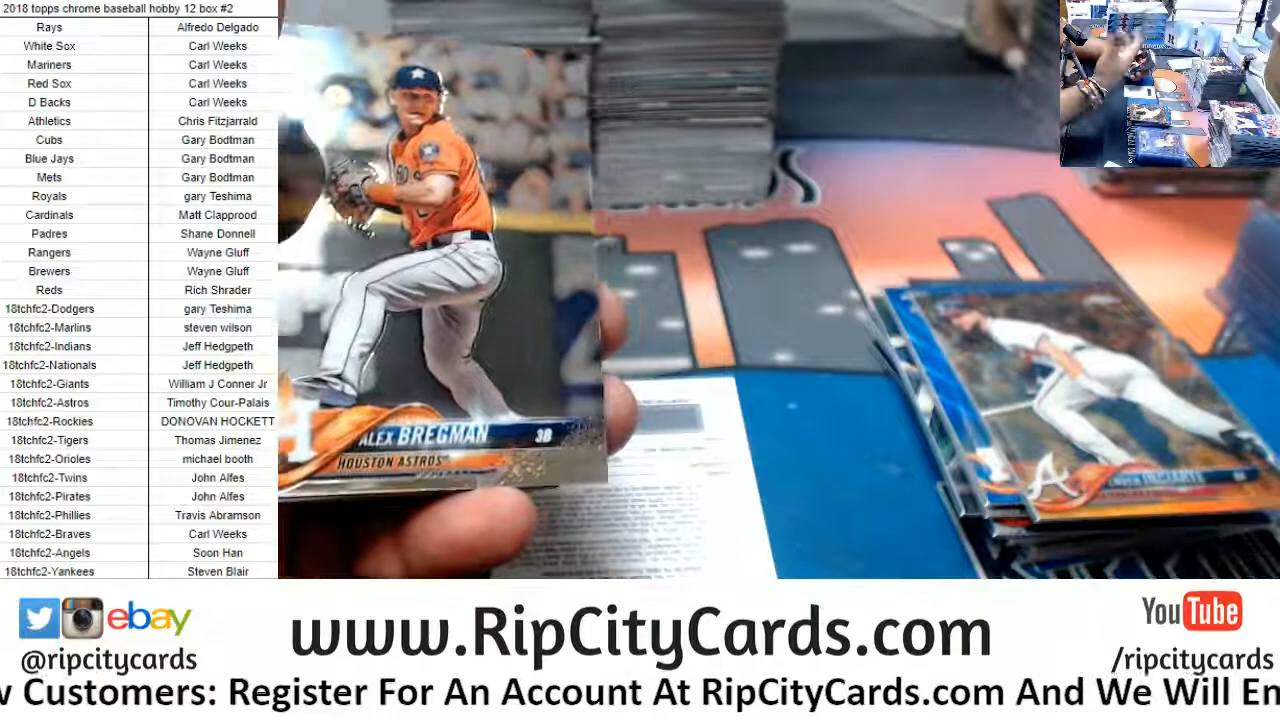 2018 topps chrome baseball hobby 12 box #2
Rays Alfredo Delgado
White Sox Carl Weeks
Mariners Carl Weeks
Red Sox Carl Weeks
D Backs Carl Weeks
Athletics Chris Fitzjarrald
Cubs Gary Bodtman
Blue Jays Gary Bodtman
Mets Gary Bodtman
Royals gary Teshima
Cardinals Matt Clapprood
Padres Shane Donnell
Rangers Wayne Gluff
Brewers Wayne Gluff
Reds Rich Shrader
18tchfc2-Dodgers gary Teshima
18tchfc2-Marlins steven wilson
18tchfc2-Indians Jeff Hedgpeth
18tchfc2-Nationals Jeff Hedgpeth
18tchfc2-Giants William J Conner Jr
18tchfc2-Astros Timothy Cour-Palais
18tchfc2-Rockies DONOVAN HOCKETT
18tchfc2-Tigers Thomas Jimenez
18tchfc2-Orioles michael booth
18tchfc2-Twins John Alfes
18tchfc2-Pirates John Alfes
18tchfc2-Phillies Travis Abramson
18tchfc2-Braves Carl Weeks
18tchfc2-Angels Soon Han
18tchfc2-Yankees Steven Blair
ALEX BREGMAN 3B
HOUSTON ASTROS
ebay
@ripcitycards
www.RipCityCards.com
YouTube
/ripcitycards
w Customers: Register For An Account At RipCityCards.com And We Will En